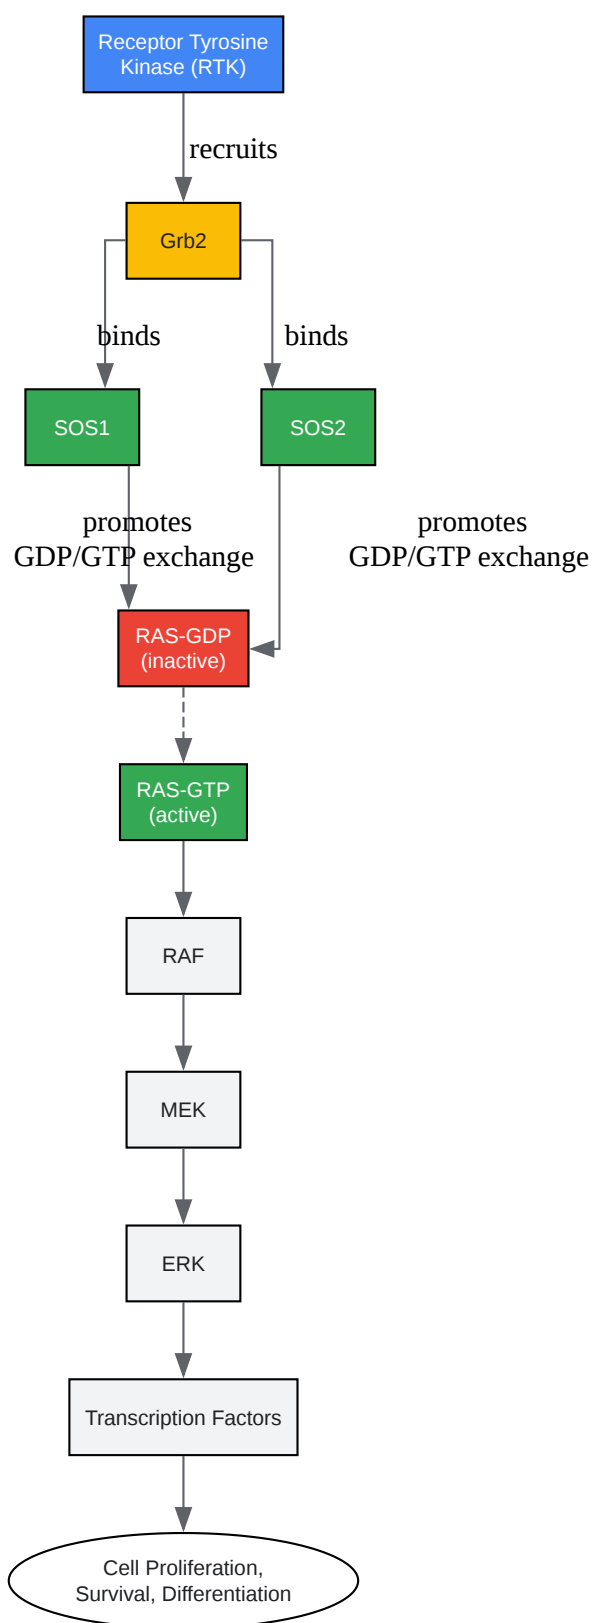 Receptor Tyrosine
Kinase (RTK)
recruits
Grb2
binds
binds
SOS1
SOS2
promotes
GDP/GTP exchange
promotes
GDP/GTP exchange
RAS-GDP
(inactive)
RAS-GTP
(active)
RAF
MEK
ERK
Transcription Factors
Cell Proliferation,
Survival, Differentiation